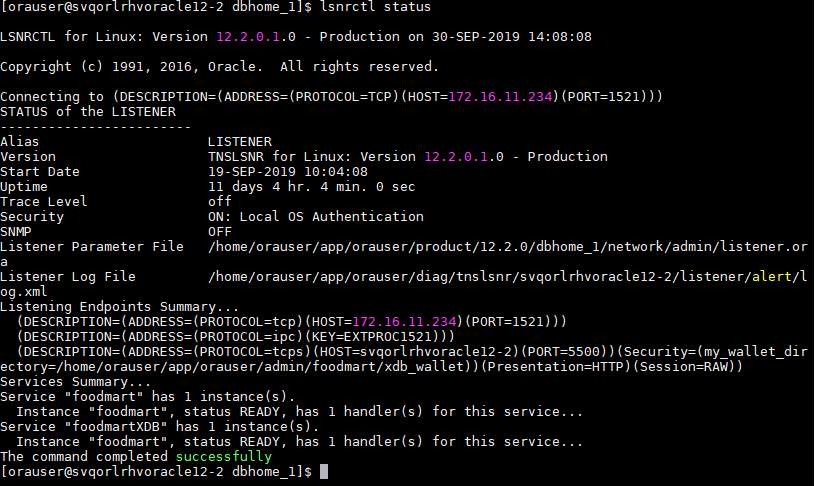 [orauser@svqorlrhvoracle12-2 dbhome_1]$ lsnrctl status
LSNRCTL for Linux: Version 12.2.0.1.0 - Production on 30-SEP-2019 14:08:08
Copyright (c) 1991, 2016, Oracle.  All rights reserved.
Connecting to (DESCRIPTION=(ADDRESS=(PROTOCOL=TCP)(HOST=172.16.11.234)(PORT=1521)))
STATUS of the LISTENER
------------------------
Alias                     LISTENER
Version                   TNSLSNR for Linux: Version 12.2.0.1.0 - Production
Start Date                19-SEP-2019 10:04:08
Uptime                    11 days 4 hr. 4 min. 0 sec
Trace Level               off
Security                  ON: Local OS Authentication
SNMP                      OFF
Listener Parameter File   /home/orauser/app/orauser/product/12.2.0/dbhome_1/network/admin/listener.or
a
Listener Log File         /home/orauser/app/orauser/diag/tnslsnr/svqorlrhvoracle12-2/listener/alert/l
og.xml
Listening Endpoints Summary...
  (DESCRIPTION=(ADDRESS=(PROTOCOL=tcp)(HOST=172.16.11.234)(PORT=1521)))
  (DESCRIPTION=(ADDRESS=(PROTOCOL=ipc)(KEY=EXTPROC1521)))
  (DESCRIPTION=(ADDRESS=(PROTOCOL=tcps)(HOST=svqorlrhvoracle12-2)(PORT=5500))(Security=(my_wallet_dir
ectory=/home/orauser/app/orauser/admin/foodmart/xdb_wallet))(Presentation=HTTP)(Session=RAW))
Services Summary...
Service "foodmart" has 1 instance(s).
  Instance "foodmart", status READY, has 1 handler(s) for this service...
Service "foodmartXDB" has 1 instance(s).
  Instance "foodmart", status READY, has 1 handler(s) for this service...
The command completed successfully
[orauser@svqorlrhvoracle12-2 dbhome_1]$